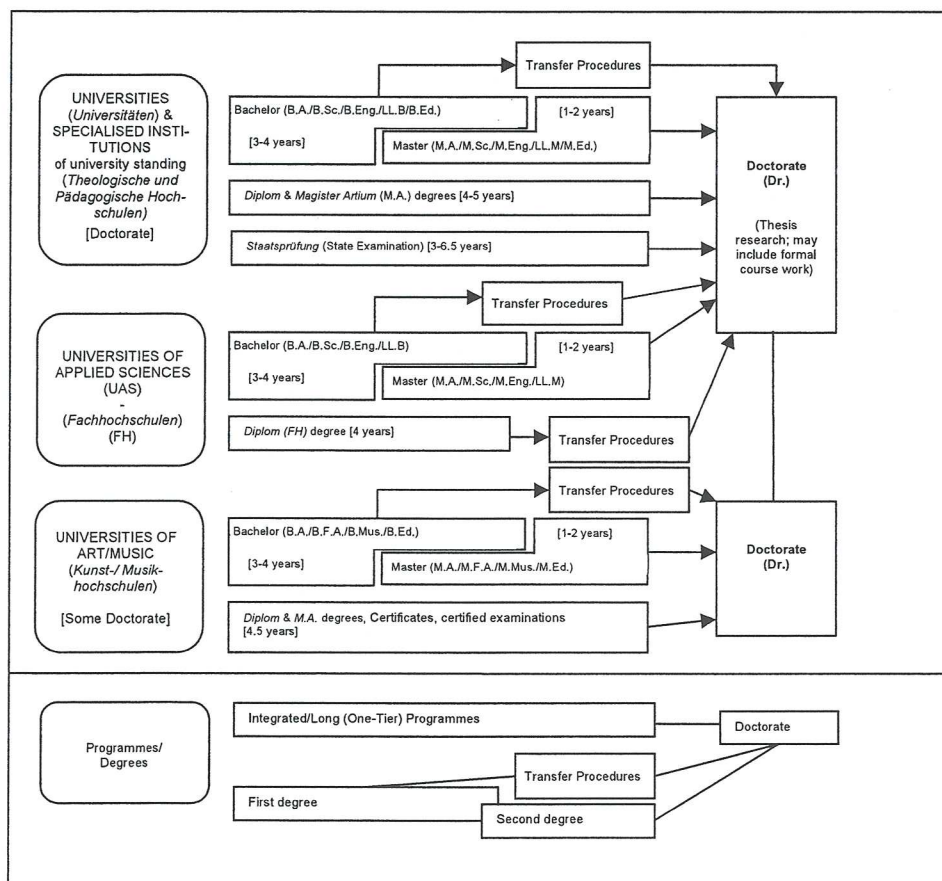 Transfer Procedures
UNIVERSITIES
(Universitäten) &
SPECIALISED INSTI-
TUTIONS
of university standing
(Theologische und
Pädagogische Hoch-
schulen)
[Doctorate]
Bachelor (B.A./B.Sc./B.Eng./LL.B/B.Ed.)
[3-4 years]
[1-2 years]
Master (M.A./M.Sc./M.Eng./LL.M/M.Ed.)
Diplom & Magister Artium (M.A.) degrees [4-5 years]
Staatsprüfung (State Examination) [3-6.5 years]
Doctorate
(Dr.)
(Thesis
research; may
include formal
course work)
Transfer Procedures
UNIVERSITIES OF
APPLIED SCIENCES
(UAS)
-
(Fachhochschulen)
(FH)
Bachelor (B.A./B.Sc./B.Eng./LL.B)
[3-4 years]
[1-2 years]
Master (M.A./M.Sc./M.Eng./LL.M)
Diplom (FH) degree [4 years]
Transfer Procedures
Transfer Procedures
UNIVERSITIES OF
ART/MUSIC
(Kunst-/ Musik-
hochschulen)
[Some Doctorate]
Bachelor (B.A./B.F.A./B.Mus./B.Ed.)
[3-4 years]
[1-2 years]
Master (M.A./M.F.A./M.Mus./M.Ed.)
Diplom & M.A. degrees, Certificates, certified examinations
[4.5 years]
Doctorate
(Dr.)
Programmes/
Degrees
Integrated/Long (One-Tier) Programmes
Doctorate
Transfer Procedures
First degree
Second degree